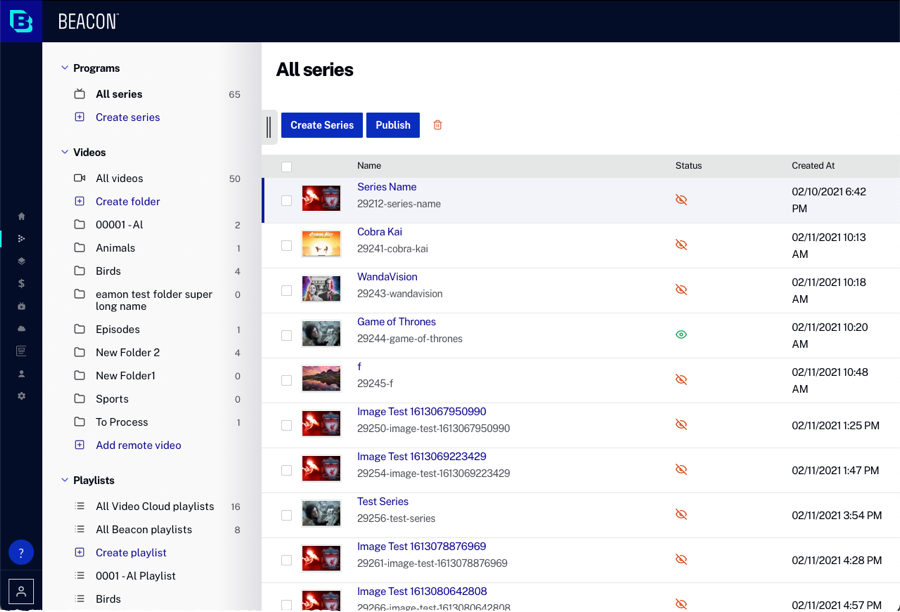 BEACON
Programs
All series 65
Create series
Videos
All videos 50
Create folder
00001 - Al 2
Animals 1
Birds 4
eamon test folder super 0
long name
Episodes 1
New Folder 2 4
New Folder1 0
Sports 0
To Process 1
Add remote video
Playlists
All Video Cloud playlists 16
All Beacon playlists 8
Create playlist
0001 - Al Playlist
Birds
?
All series
Create Series Publish
Name Status Created At
Series Name
29212-series-name
02/10/2021 6:42
PM
Cobra Kai
29241-cobra-kai
02/11/2021 10:13
AM
WandaVision
29243-wandavision
02/11/2021 10:18
AM
Game of Thrones
29244-game-of-thrones
02/11/2021 10:20
AM
f
29245-f
02/11/2021 10:48
AM
Image Test 1613067950990
29250-image-test-1613067950990
02/11/2021 1:25 PM
Image Test 1613069223429
29254-image-test-1613069223429
02/11/2021 1:47 PM
Test Series
29256-test-series
02/11/2021 3:54 PM
Image Test 1613078876969
29261-image-test-1613078876969
02/11/2021 4:28 PM
Image Test 1613080642808
29266-image-test-1613080642808
02/11/2021 4:57 PM